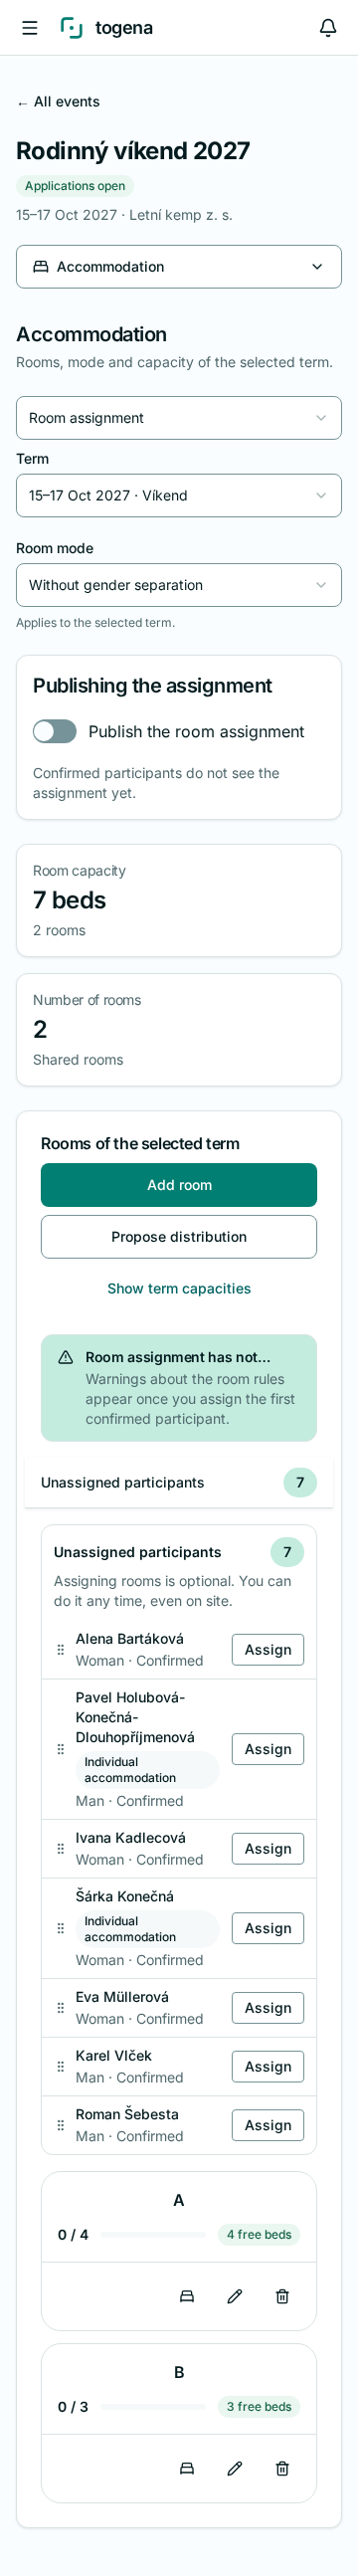 togena
← All events
Rodinný víkend 2027
Applications open
15–17 Oct 2027 · Letní kemp z. s.
Accommodation
Accommodation
Rooms, mode and capacity of the selected term.
Room assignment
Term
15–17 Oct 2027 · Víkend
Room mode
Without gender separation
Applies to the selected term.
Publishing the assignment
Publish the room assignment
Confirmed participants do not see the
assignment yet.
Room capacity
7 beds
2 rooms
Number of rooms
2
Shared rooms
Rooms of the selected term
Add room
Propose distribution
Show term capacities
Room assignment has not...
Warnings about the room rules
appear once you assign the first
confirmed participant.
Unassigned participants 7
Unassigned participants 7
Assigning rooms is optional. You can
do it any time, even on site.
Alena Bartáková
Woman · Confirmed
Assign
Pavel Holubová-
Konečná-
Dlouhopříjmenová
Individual
accommodation
Man · Confirmed
Assign
Ivana Kadlecová
Woman · Confirmed
Assign
Šárka Konečná
Individual
accommodation
Woman · Confirmed
Assign
Eva Müllerová
Woman · Confirmed
Assign
Karel Vlček
Man · Confirmed
Assign
Roman Šebesta
Man · Confirmed
Assign
A
0 / 4 4 free beds
B
0 / 3 3 free beds